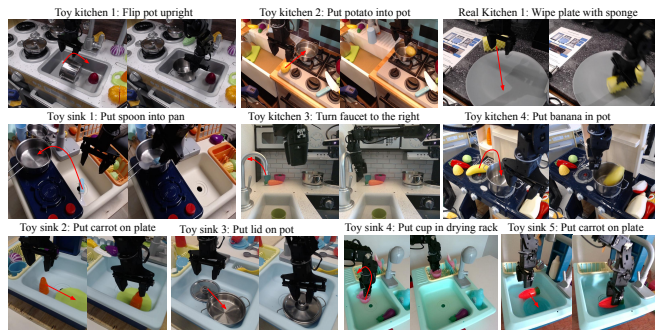 Toy kitchen 1: Flip pot upright
Toy kitchen 2: Put potato into pot
Real Kitchen 1: Wipe plate with sponge
Toy sink 1: Put spoon into pan
Toy kitchen 3: Turn faucet to the right
Toy kitchen 4: Put banana in pot
Toy sink 2: Put carrot on plate
Toy sink 3: Put lid on pot
Toy sink 4: Put cup in drying rack
Toy sink 5: Put carrot on plate